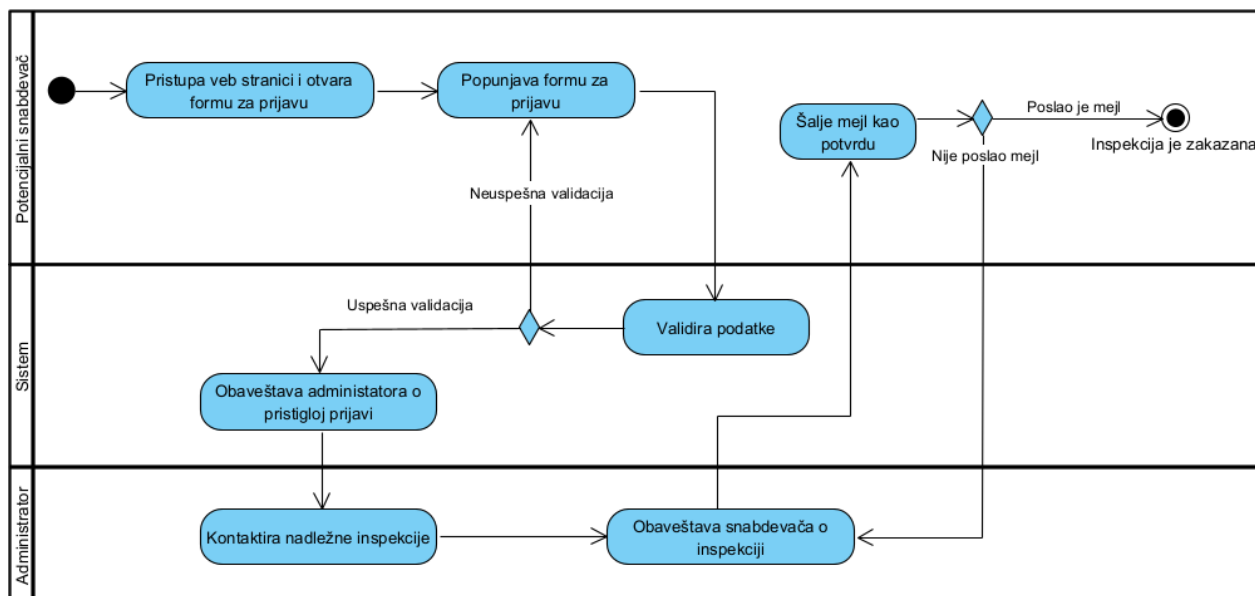 Potencijalni snabdevač
Pristupa veb stranici i otvara
formu za prijavu
Popunjava formu za
prijavu
Šalje mejl kao
potvrdu
Poslao je mejl
Inspekcija je zakazana
Nije poslao mejl
Neuspešna validacija
Sistem
Uspešna validacija
Validira podatke
Obaveštava administatora o
pristigloj prijavi
Administrator
Kontaktira nadležne inspekcije
Obaveštava snabdevača o
inspekciji